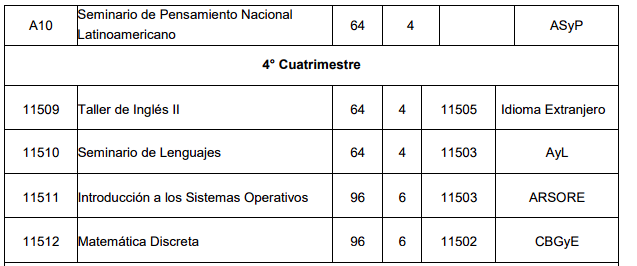 A10 Seminario de Pensamiento Nacional Latinoamericano 64 4 ASyP
4° Cuatrimestre
11509 Taller de Inglés II 64 4 11505 Idioma Extranjero
11510 Seminario de Lenguajes 64 4 11503 AyL
11511 Introducción a los Sistemas Operativos 96 6 11503 ARSORE
11512 Matemática Discreta 96 6 11502 CBGyE